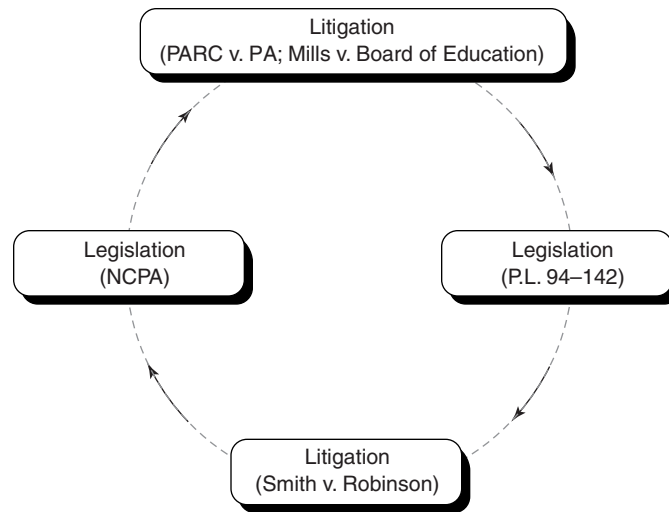 Litigation
(PARC v. PA; Mills v. Board of Education)
Legislation
(NCPA)
Legislation
(P.L. 94–142)
Litigation
(Smith v. Robinson)